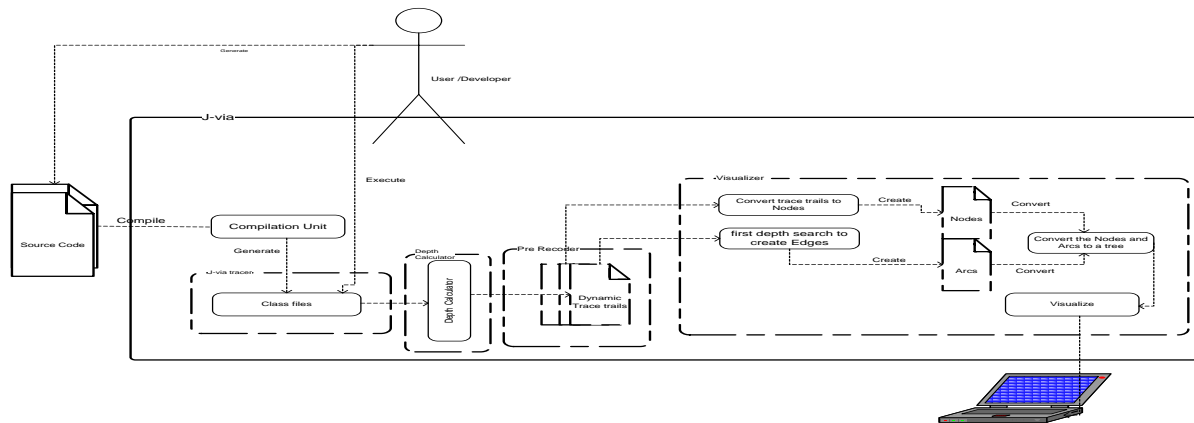 Generate
User /Developer
J-via
Execute
Source Code
Compile
Compilation Unit
Generate
J-via tracer
Class files
Depth
Calculator
Depth Calculator
Pre Recoder
Dynamic
Trace trails
Visualizer
Convert trace trails to
Nodes
Create
Nodes
Convert
first depth search to
create Edges
Create
Arcs
Convert
Convert the Nodes and
Arcs to a tree
Visualize